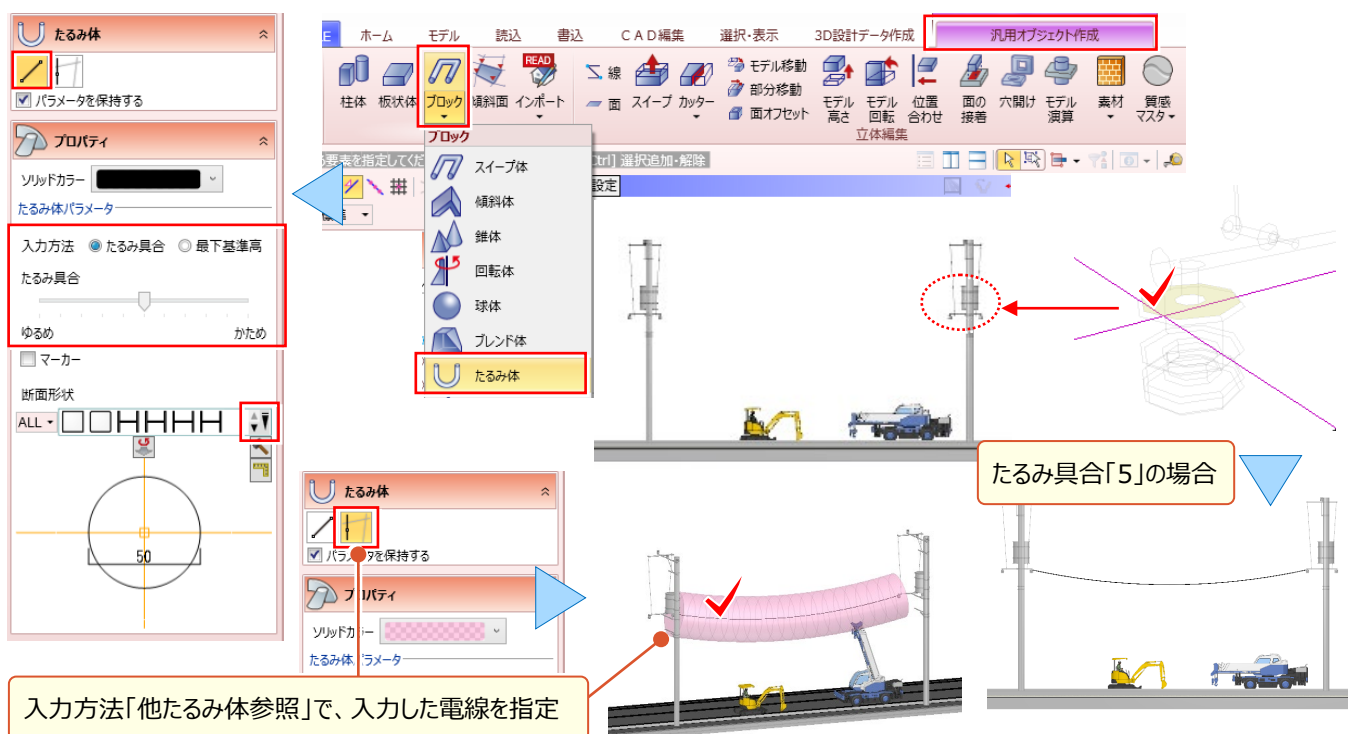 たるみ体
パラメータを保持する
プロパティ
ソリッドカラー
たるみ体パラメータ
入力方法 たるみ具合 最下基準高
たるみ具合
ゆるめ かため
マーカー
断面形状
ALL
50
ホーム モデル 読込 書込 CAD編集 選択・表示 3D設計データ作成 汎用オブジェクト作成
柱体 板状体 ブロック 傾斜面 インポート
READ
線
面 スイープ カッター
モデル移動
部分移動
面オフセット
モデル高さ モデル回転 位置合わせ 面の接着 穴開け モデル演算 素材 質感マスタ
立体編集
ブロック
スイープ体
傾斜体
錐体
回転体
球体
ブレンド体
たるみ体
要素を指定してくだ
Ctrl] 選択追加・解除
設定
たるみ具合「5」の場合
たるみ体
パラメータを保持する
プロパティ
ソリッドカラー
たるみ体パラメータ
入力方法「他たるみ体参照」で、入力した電線を指定